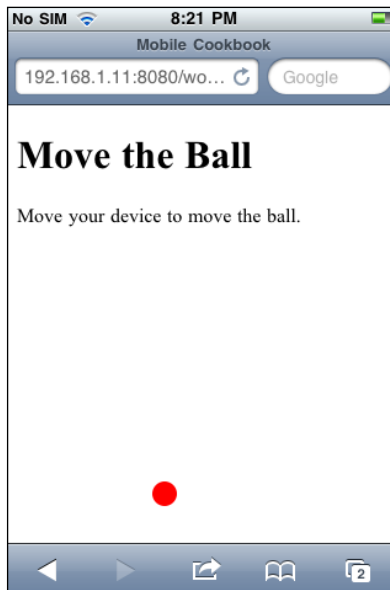 No SIM 8:21 PM
Mobile Cookbook
192.168.1.11:8080/wo... Google
Move the Ball
Move your device to move the ball.
2